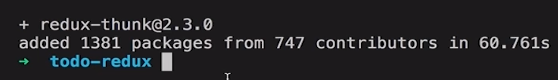 + redux-thunk@2.3.0
added 1381 packages from 747 contributors in 60.761s
→ todo-redux